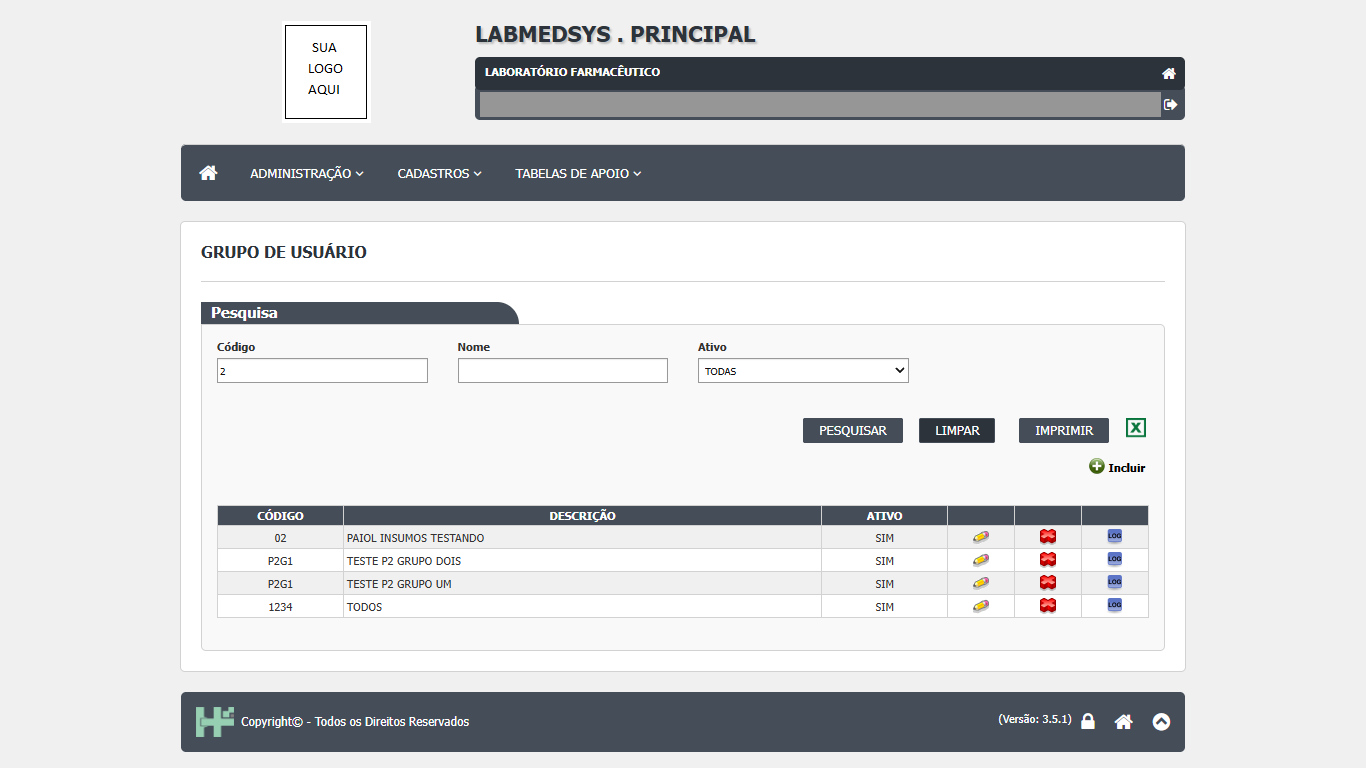 SUA
LOGO
AQUI
LABMEDSYS . PRINCIPAL
LABORATÓRIO FARMACÊUTICO
ADMINISTRAÇÃO CADASTROS TABELAS DE APOIO
GRUPO DE USUÁRIO
Pesquisa
Código Nome Ativo
2 TODAS
PESQUISAR LIMPAR IMPRIMIR X
Incluir
CÓDIGO DESCRIÇÃO ATIVO
02 PAIOL INSUMOS TESTANDO SIM LOG
P2G1 TESTE P2 GRUPO DOIS SIM LOG
P2G1 TESTE P2 GRUPO UM SIM LOG
1234 TODOS SIM LOG
Copyright© - Todos os Direitos Reservados (Versão: 3.5.1)